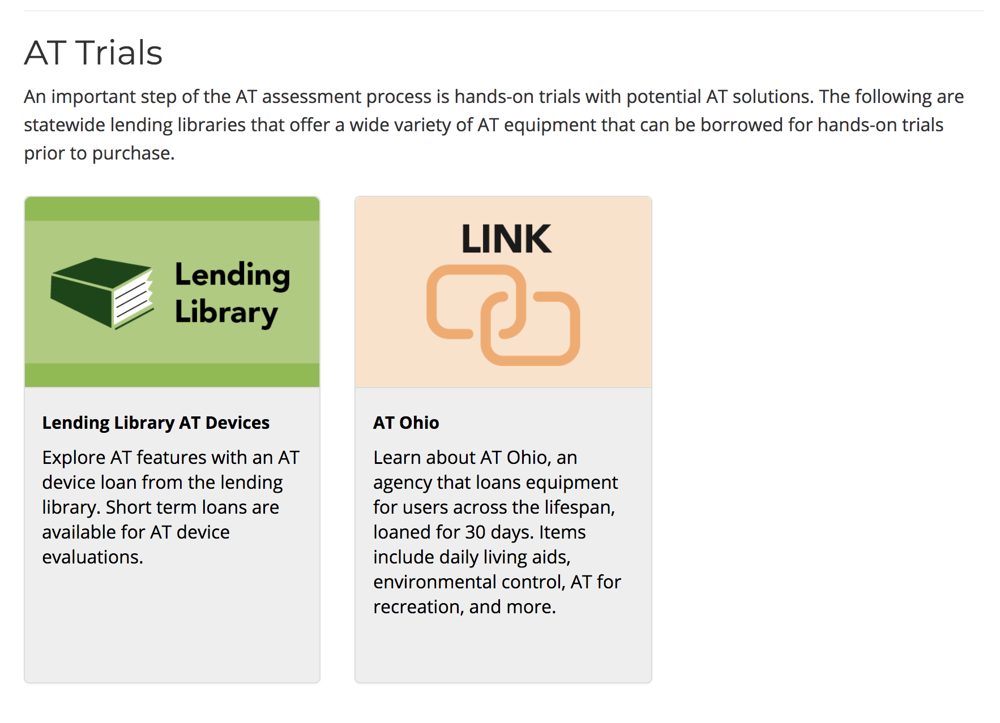 AT Trials
An important step of the AT assessment process is hands-on trials with potential AT solutions. The following are
statewide lending libraries that offer a wide variety of AT equipment that can be borrowed for hands-on trials
prior to purchase.
Lending
Library
Lending Library AT Devices
Explore AT features with an AT
device loan from the lending
library. Short term loans are
available for AT device
evaluations.
LINK
AT Ohio
Learn about AT Ohio, an
agency that loans equipment
for users across the lifespan,
loaned for 30 days. Items
include daily living aids,
environmental control, AT for
recreation, and more.